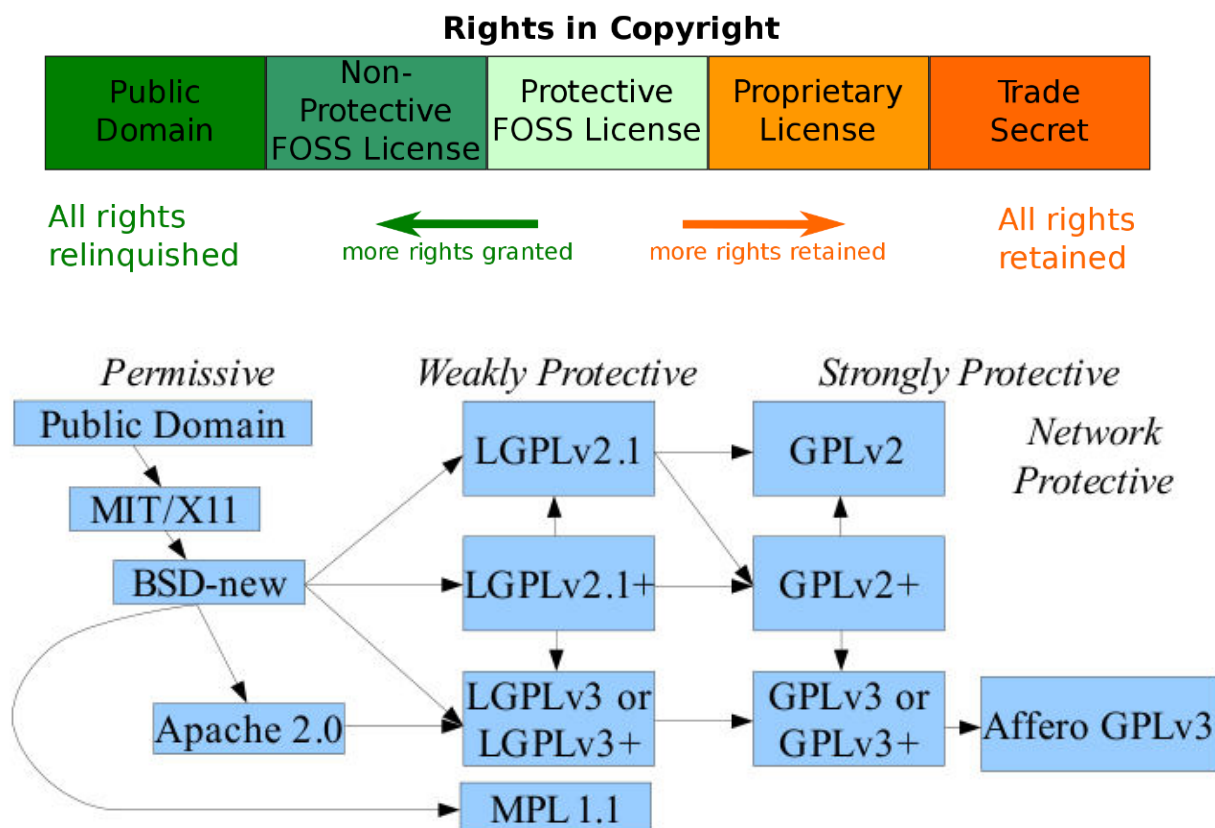 Rights in Copyright
Public
Domain
Non-
Protective
FOSS License
Protective
FOSS License
Proprietary
License
Trade
Secret
All rights
relinquished
more rights granted
more rights retained
All rights
retained
Permissive
Weakly Protective
Strongly Protective
Network
Protective
Public Domain
MIT/X11
BSD-new
Apache 2.0
LGPLv2.1
LGPLv2.1+
LGPLv3 or
LGPLv3+
MPL 1.1
GPLv2
GPLv2+
GPLv3 or
GPLv3+
Affero GPLv3